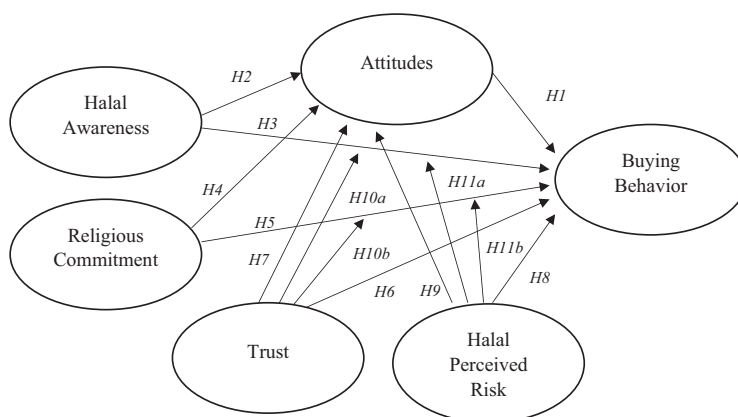 Attitudes
H1
H2
Halal
Awareness
H3
Buying
Behavior
H4
H11a
H10a
Religious
Commitment
H5
H10b
H11b
H7
H6
H9
H8
Trust
Halal
Perceived
Risk